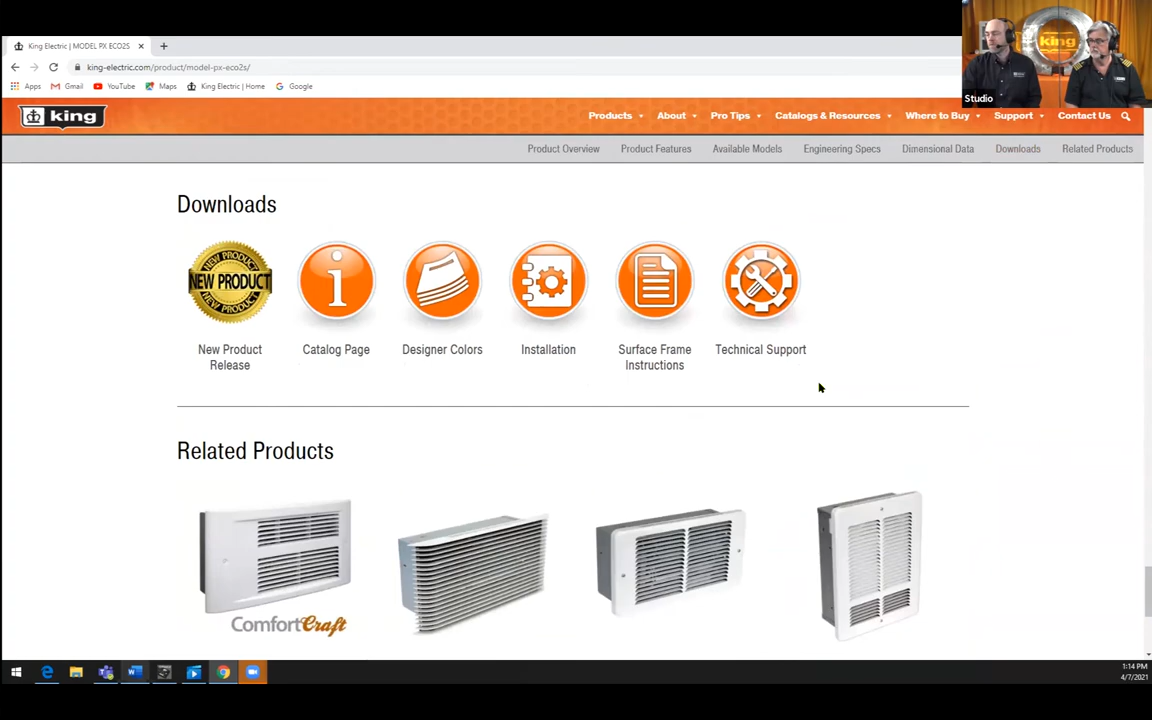 King Electric | MODEL PX ECO2S
king-electric.com/product/model-px-eco2s/
Apps Gmail YouTube Maps King Electric | Home Google
king
Studio
king
Products About Pro Tips Catalogs & Resources Where to Buy Support Contact Us
Product Overview Product Features Available Models Engineering Specs Dimensional Data Downloads Related Products
Downloads
NEW PRODUCT
NEW PRODUCT
NEW PRODUCT
New Product Release
Catalog Page
Designer Colors
Installation
Surface Frame Instructions
Technical Support
Related Products
ComfortCraft
1:14 PM
4/7/2021